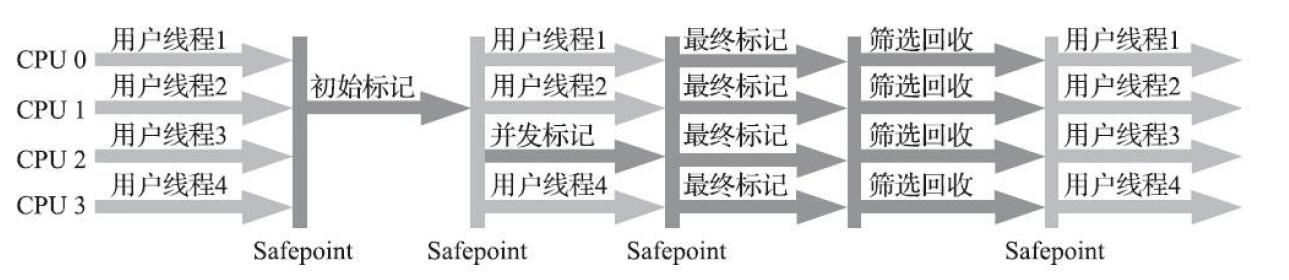 CPU 0 用户线程1 用户线程1 最终标记 筛选回收 用户线程1
CPU 1 用户线程2 初始标记 用户线程2 最终标记 筛选回收 用户线程2
CPU 2 用户线程3 并发标记 最终标记 筛选回收 用户线程3
CPU 3 用户线程4 用户线程4 最终标记 筛选回收 用户线程4
Safepoint Safepoint Safepoint Safepoint